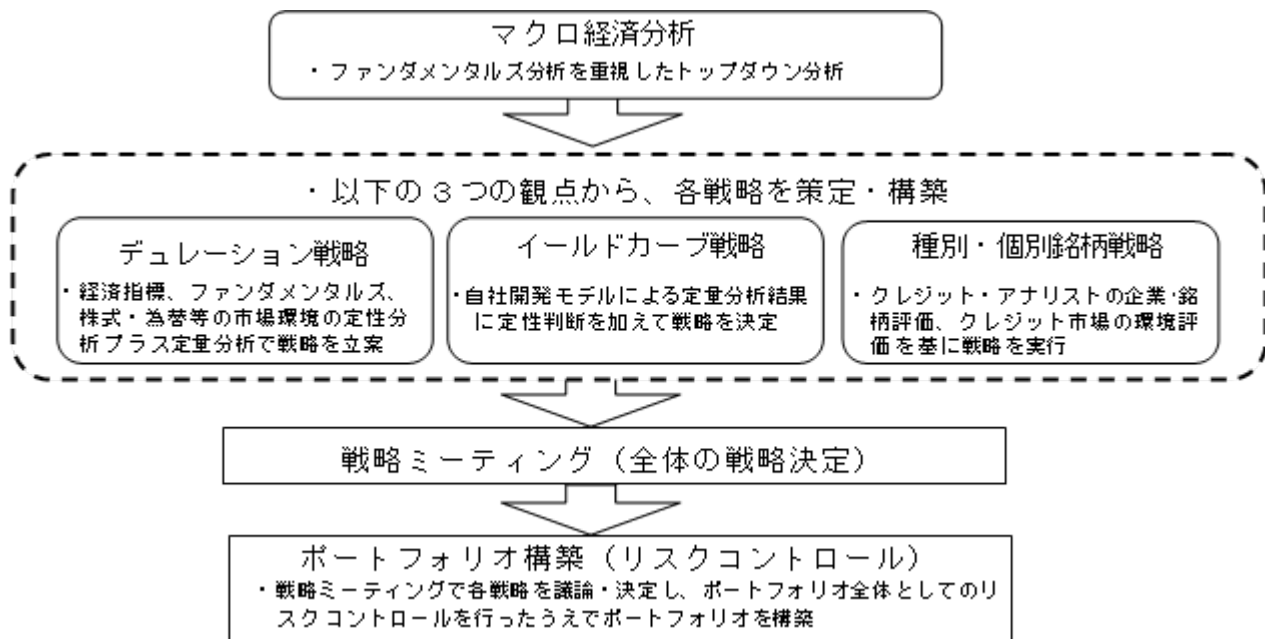 マクロ経済分析
・ファンダメンタルズ分析を重視したトップダウン分析
・以下の3つの観点から、各戦略を策定・構築
デュレーション戦略
・経済指標、ファンダメンタルズ、
株式・為替等の市場環境の定性分
析プラス定量分析で戦略を立案
イールドカーブ戦略
・自社開発モデルによる定量分析結果
に定性判断を加えて戦略を決定
種別・個別銘柄戦略
・クレジット・アナリストの企業・銘
柄評価、クレジット市場の環境評
価を基に戦略を実行
戦略ミーティング（全体の戦略決定）
ポートフォリオ構築（リスクコントロール）
・戦略ミーティングで各戦略を議論・決定し、ポートフォリオ全体としてのリ
スクコントロールを行ったうえでポートフォリオを構築